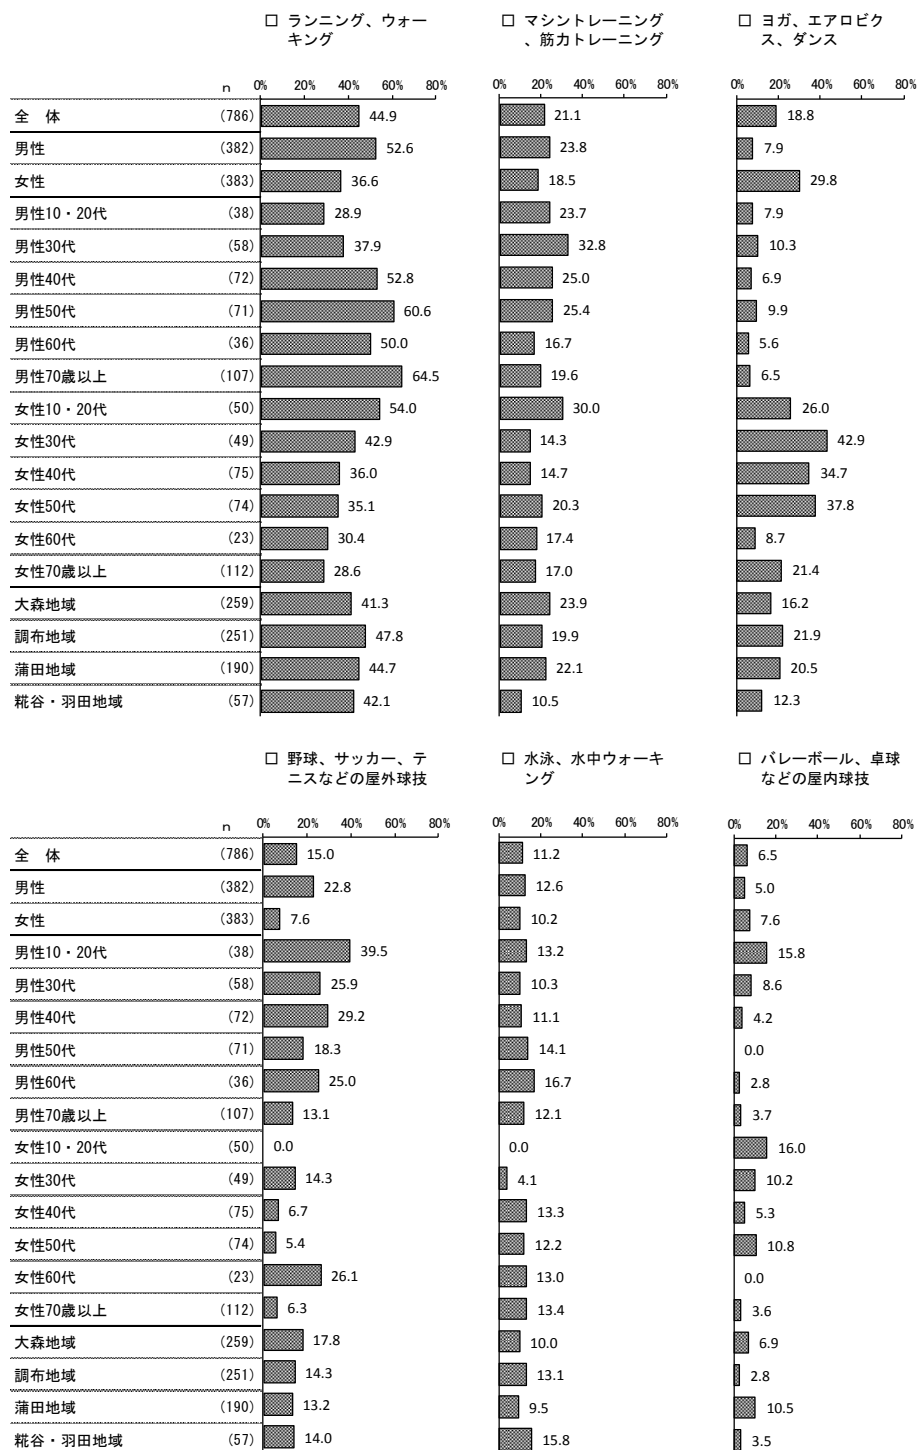 □ ランニング、ウォー
キング
□ マシントレーニング
、筋力トレーニング
□ ヨガ、エアロビク
ス、ダンス
n 0% 20% 40% 60% 80% 0% 20% 40% 60% 80% 0% 20% 40% 60% 80%
全 体 (786) 44.9 21.1 18.8
男性 (382) 52.6 23.8 7.9
女性 (383) 36.6 18.5 29.8
男性10・20代 (38) 28.9 23.7 7.9
男性30代 (58) 37.9 32.8 10.3
男性40代 (72) 52.8 25.0 6.9
男性50代 (71) 60.6 25.4 9.9
男性60代 (36) 50.0 16.7 5.6
男性70歳以上 (107) 64.5 19.6 6.5
女性10・20代 (50) 54.0 30.0 26.0
女性30代 (49) 42.9 14.3 42.9
女性40代 (75) 36.0 14.7 34.7
女性50代 (74) 35.1 20.3 37.8
女性60代 (23) 30.4 17.4 8.7
女性70歳以上 (112) 28.6 17.0 21.4
大森地域 (259) 41.3 23.9 16.2
調布地域 (251) 47.8 19.9 21.9
蒲田地域 (190) 44.7 22.1 20.5
糀谷・羽田地域 (57) 42.1 10.5 12.3
□ 野球、サッカー、テ
ニスなどの屋外球技
□ 水泳、水中ウォーキ
ング
□ バレーボール、卓球
などの屋内球技
n 0% 20% 40% 60% 80% 0% 20% 40% 60% 80% 0% 20% 40% 60% 80%
全 体 (786) 15.0 11.2 6.5
男性 (382) 22.8 12.6 5.0
女性 (383) 7.6 10.2 7.6
男性10・20代 (38) 39.5 13.2 15.8
男性30代 (58) 25.9 10.3 8.6
男性40代 (72) 29.2 11.1 4.2
男性50代 (71) 18.3 14.1 0.0
男性60代 (36) 25.0 16.7 2.8
男性70歳以上 (107) 13.1 12.1 3.7
女性10・20代 (50) 0.0 0.0 16.0
女性30代 (49) 14.3 4.1 10.2
女性40代 (75) 6.7 13.3 5.3
女性50代 (74) 5.4 12.2 10.8
女性60代 (23) 26.1 13.0 0.0
女性70歳以上 (112) 6.3 13.4 3.6
大森地域 (259) 17.8 10.0 6.9
調布地域 (251) 14.3 13.1 2.8
蒲田地域 (190) 13.2 9.5 10.5
糀谷・羽田地域 (57) 14.0 15.8 3.5